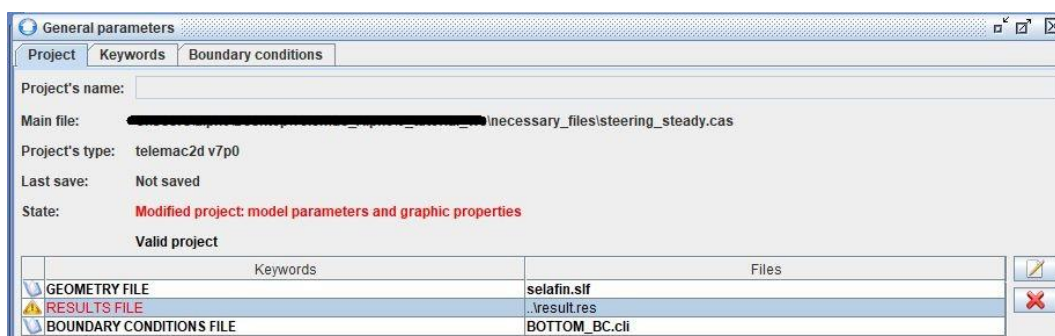 General parameters
Project Keywords Boundary conditions
Project's name:
Main file: \necessary_files\steering_steady.cas
Project's type: telemac2d v7p0
Last save: Not saved
State: Modified project: model parameters and graphic properties
Valid project
Keywords Files
GEOMETRY FILE selafin.slf
RESULTS FILE ..\result.res
BOUNDARY CONDITIONS FILE BOTTOM_BC.cli